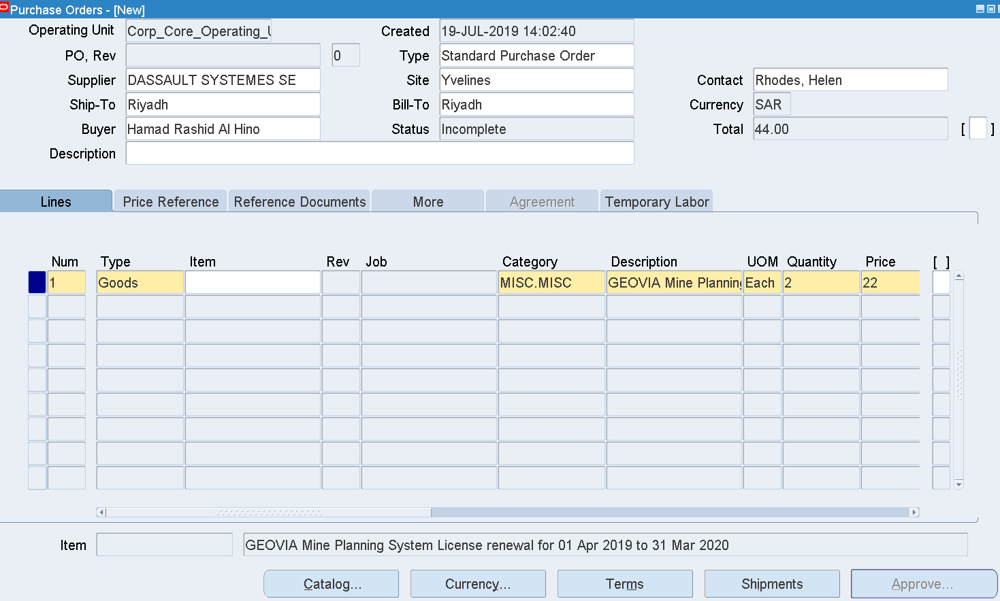 Purchase Orders - [New]
Operating Unit Corp_Core_Operating_U Created 19-JUL-2019 14:02:40
PO, Rev 0 Type Standard Purchase Order
Supplier DASSAULT SYSTEMES SE Site Yvelines Contact Rhodes, Helen
Ship-To Riyadh Bill-To Riyadh Currency SAR
Buyer Hamad Rashid Al Hino Status Incomplete Total 44.00 [ ]
Description
Lines Price Reference Reference Documents More Agreement Temporary Labor
Num Type Item Rev Job Category Description UOM Quantity Price [ ]
1 Goods MISC.MISC GEOVIA Mine Planning Each 2 22
Item GEOVIA Mine Planning System License renewal for 01 Apr 2019 to 31 Mar 2020
Catalog... Currency... Terms Shipments Approve...